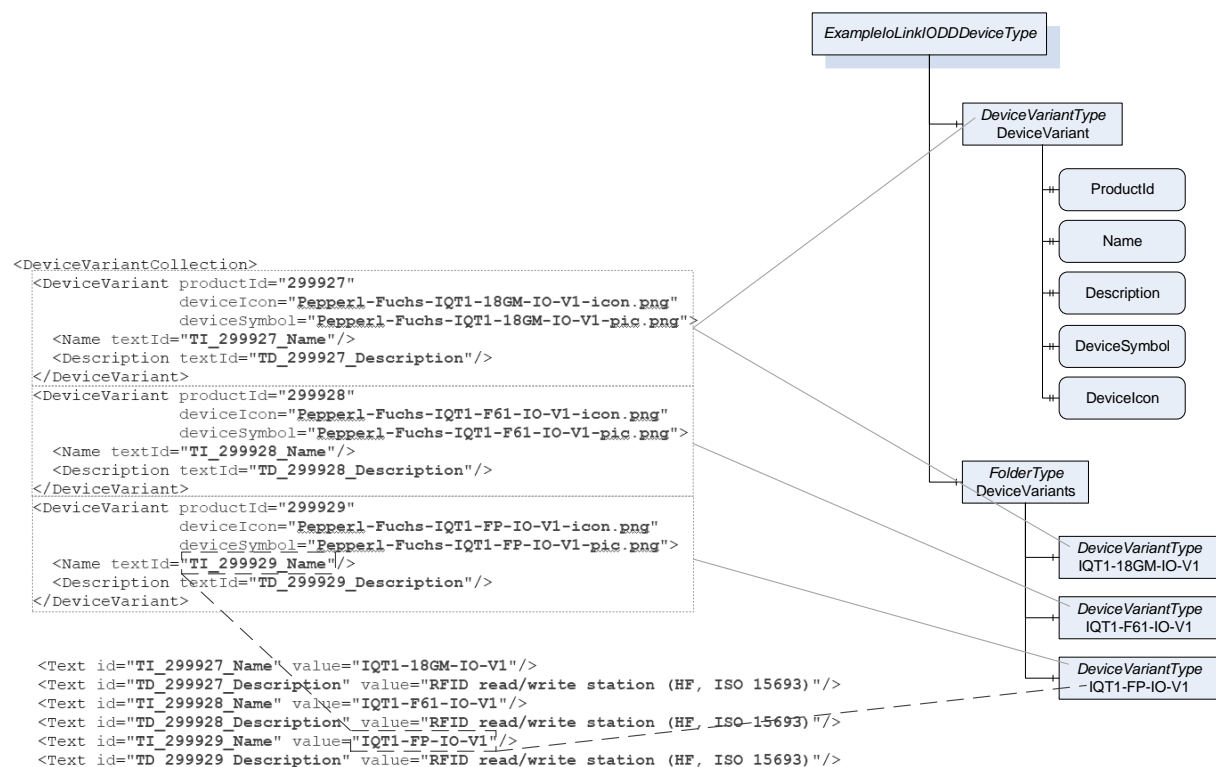 ExampleIoLinkIODDDeviceType
DeviceVariantType
DeviceVariant
ProductId
Name
Description
DeviceSymbol
DeviceIcon
FolderType
DeviceVariants
DeviceVariantType
IQT1-18GM-IO-V1
DeviceVariantType
IQT1-F61-IO-V1
DeviceVariantType
IQT1-FP-IO-V1
<DeviceVariantCollection>
<DeviceVariant productId="299927"
deviceIcon="Pepperl-Fuchs-IQT1-18GM-IO-V1-icon.png"
deviceSymbol="Pepperl-Fuchs-IQT1-18GM-IO-V1-pic.png">
<Name textId="TI_299927_Name"/>
<Description textId="TD_299927_Description"/>
</DeviceVariant>
<DeviceVariant productId="299928"
deviceIcon="Pepperl-Fuchs-IQT1-F61-IO-V1-icon.png"
deviceSymbol="Pepperl-Fuchs-IQT1-F61-IO-V1-pic.png">
<Name textId="TI_299928_Name"/>
<Description textId="TD_299928_Description"/>
</DeviceVariant>
<DeviceVariant productId="299929"
deviceIcon="Pepperl-Fuchs-IQT1-FP-IO-V1-icon.png"
deviceSymbol="Pepperl-Fuchs-IQT1-FP-IO-V1-pic.png">
<Name textId="TI_299929_Name"/>
<Description textId="TD_299929_Description"/>
</DeviceVariant>
<Text id="TI_299927_Name" value="IQT1-18GM-IO-V1"/>
<Text id="TD_299927_Description" value="RFID read/write station (HF, ISO 15693)"/>
<Text id="TI_299928_Name" value="IQT1-F61-IO-V1"/>
<Text id="TD_299928_Description" value="RFID read/write station (HF, ISO 15693)"/>
<Text id="TI_299929_Name" value="IQT1-FP-IO-V1"/>
<Text id="TD_299929_Description" value="RFID read/write station (HF, ISO 15693)"/>